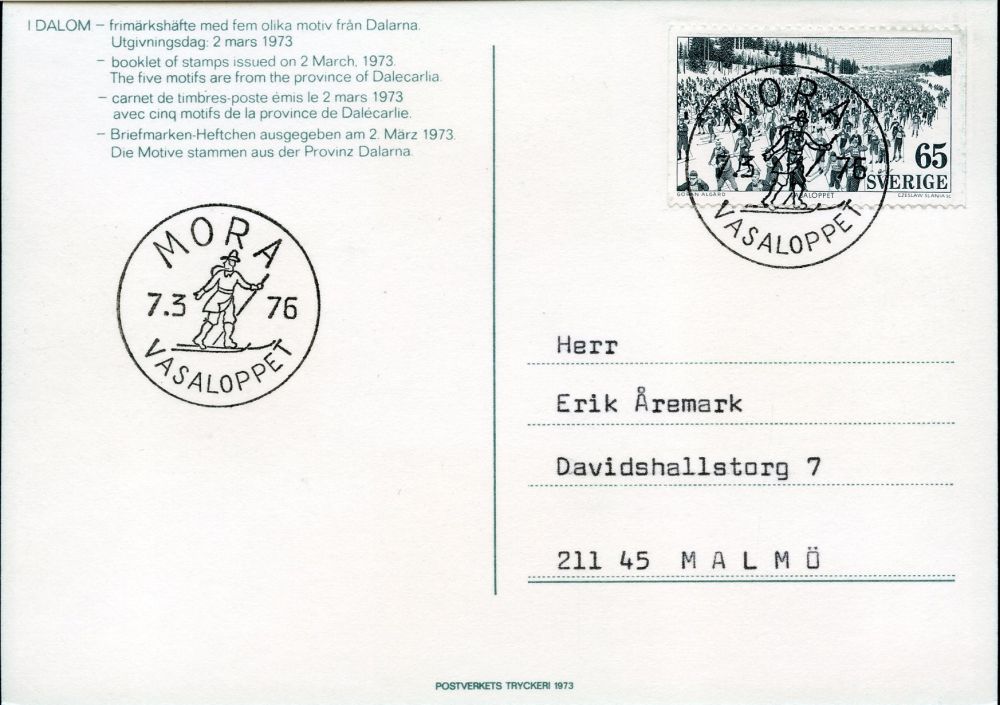 I DALOM – frimärkshäfte med fem olika motiv från Dalarna.
Utgivningsdag: 2 mars 1973
– booklet of stamps issued on 2 March, 1973.
The five motifs are from the province of Dalecarlia.
– carnet de timbres-poste émis le 2 mars 1973
avec cinq motifs de la province de Dalécarlie.
– Briefmarken-Heftchen ausgegeben am 2. März 1973.
Die Motive stammen aus der Provinz Dalarna.
65
SVERIGE
GÖRAN ALGÅRD
VASALOPPET
CZESLAW SLANIA SC
MORA
7.3 76
VASALOPPET
MORA
7.3 76
VASALOPPET
Herr
Erik Åremark
Davidshallstorg 7
211 45 M A L M Ö
POSTVERKETS TRYCKERI 1973